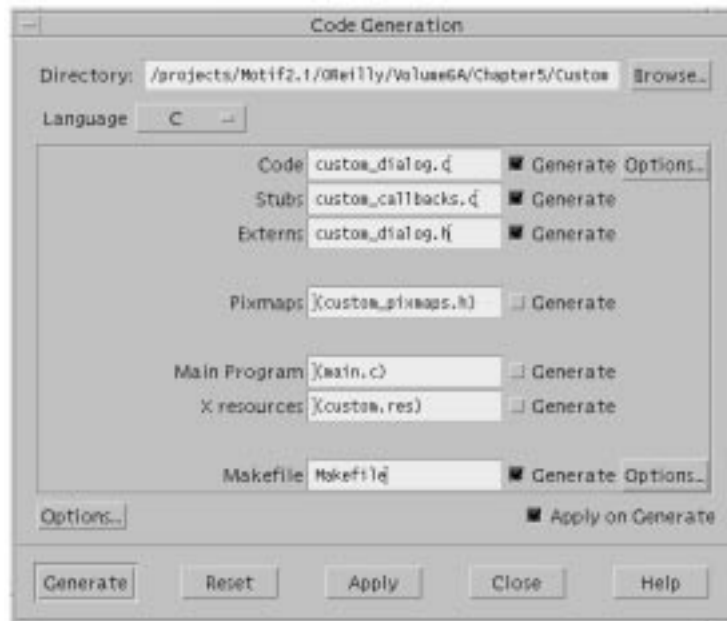 Code Generation
Directory: /projects/Motif2.1/OReilly/Volume6A/Chapter5/Custom Browse...
Language C
Code custom_dialog.c Generate Options...
Stubs custom_callbacks.c Generate
Externs custom_dialog.h Generate
Pixmaps (custom_pixmaps.h) Generate
Main Program (main.c) Generate
X resources (custom.res) Generate
Makefile Makefile Generate Options...
Options... Apply on Generate
Generate Reset Apply Close Help